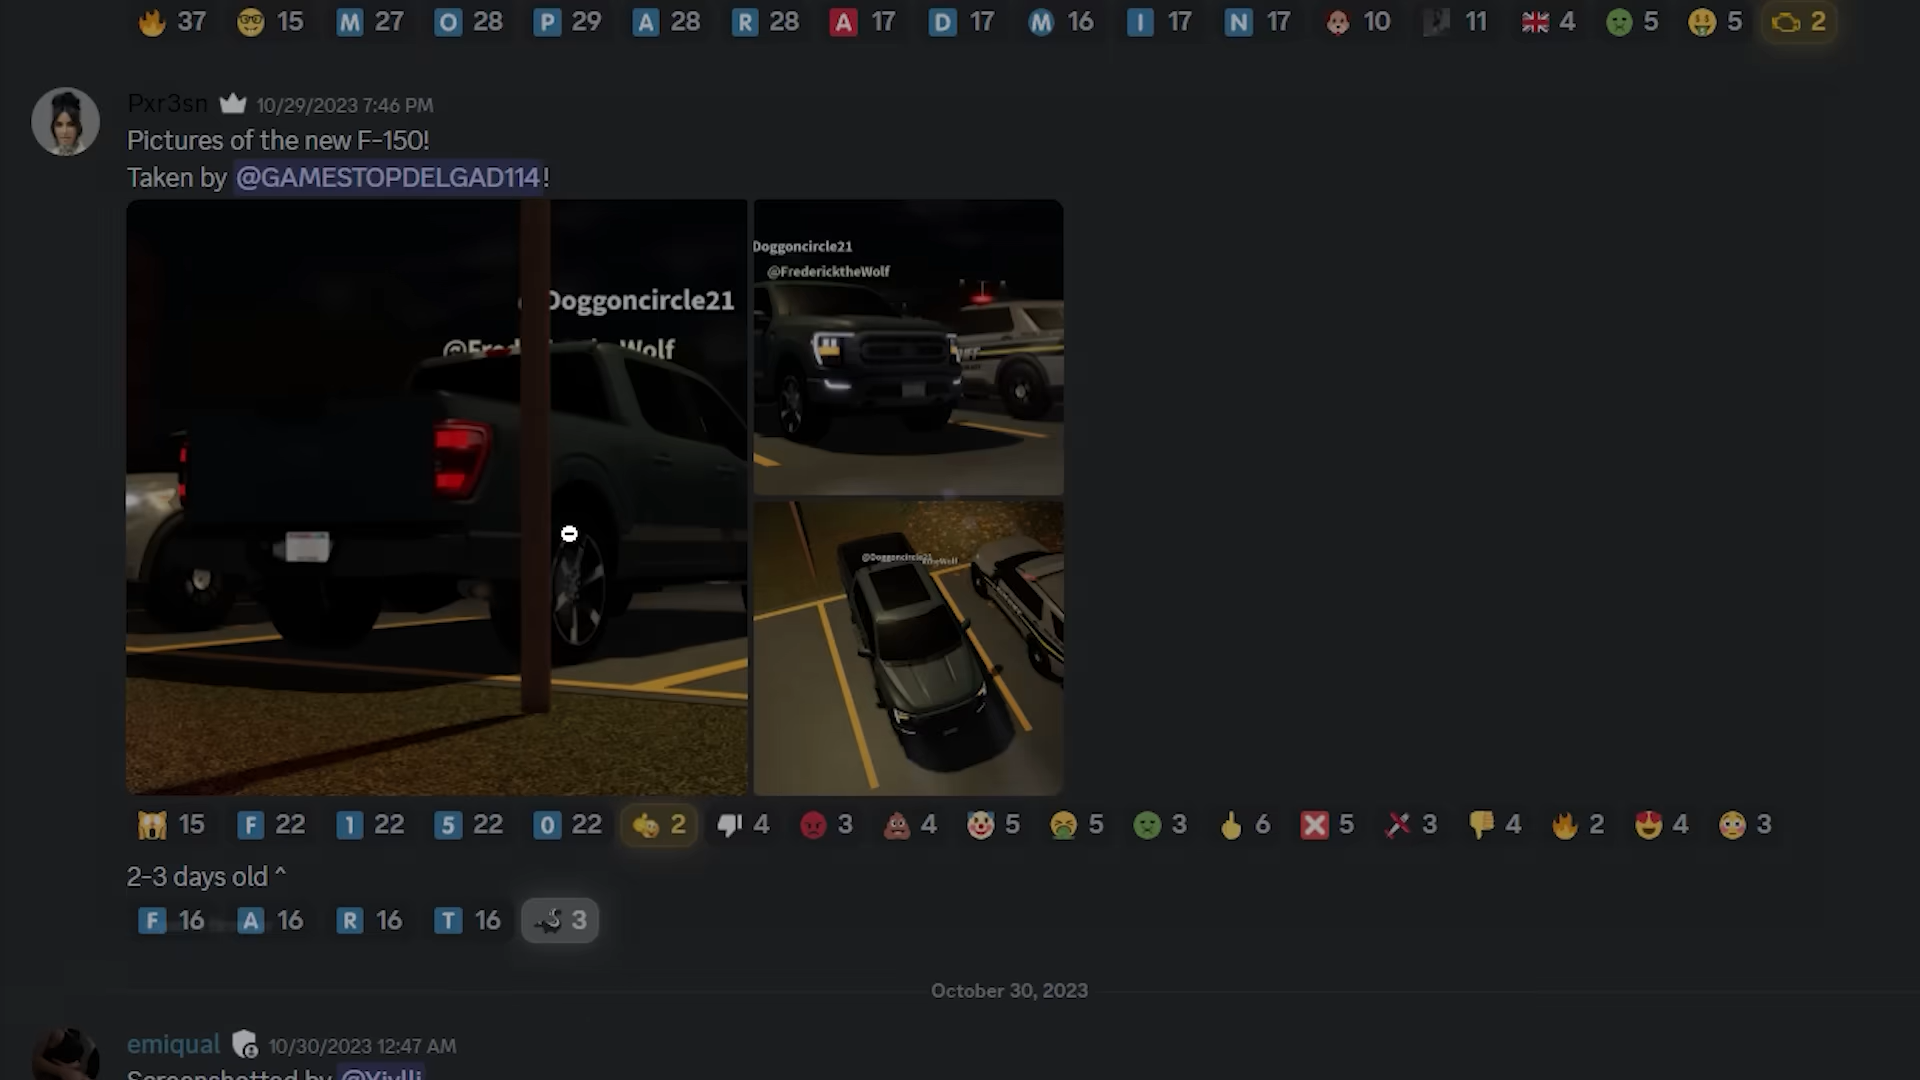 37 15 M 27 O 28 P 29 A 28 R 28 A 17 D 17 M 16 I 17 N 17 10 11 4 5 5 2
Pxr3sn 10/29/2023 7:46 PM
Pictures of the new F-150!
Taken by @GAMESTOPDELGAD114!
Doggoncircle21
Doggoncircle21
@FredericktheWolf
@Doggoncircle21
15 F 22 1 22 5 22 0 22 2 4 3 4 5 5 3 6 5 3 4 2 4 3
2-3 days old ^
F 16 A 16 R 16 T 16 3
October 30, 2023
emiqual 10/30/2023 12:47 AM
Screenshotted by @Yivlli